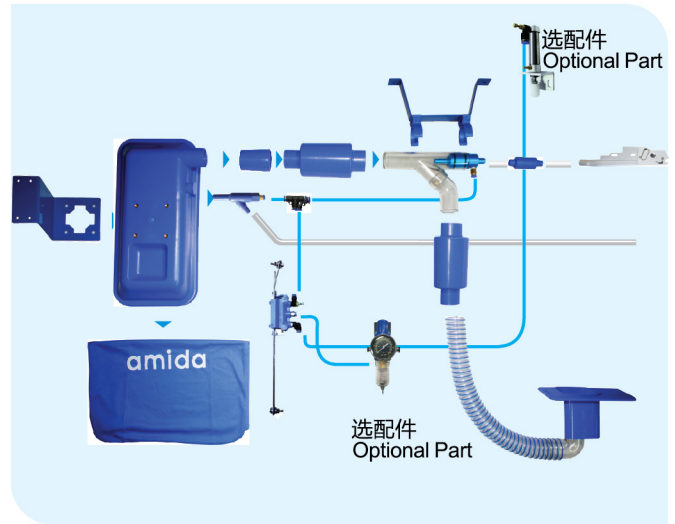 选配件
Optional Part
amida
选配件
Optional Part